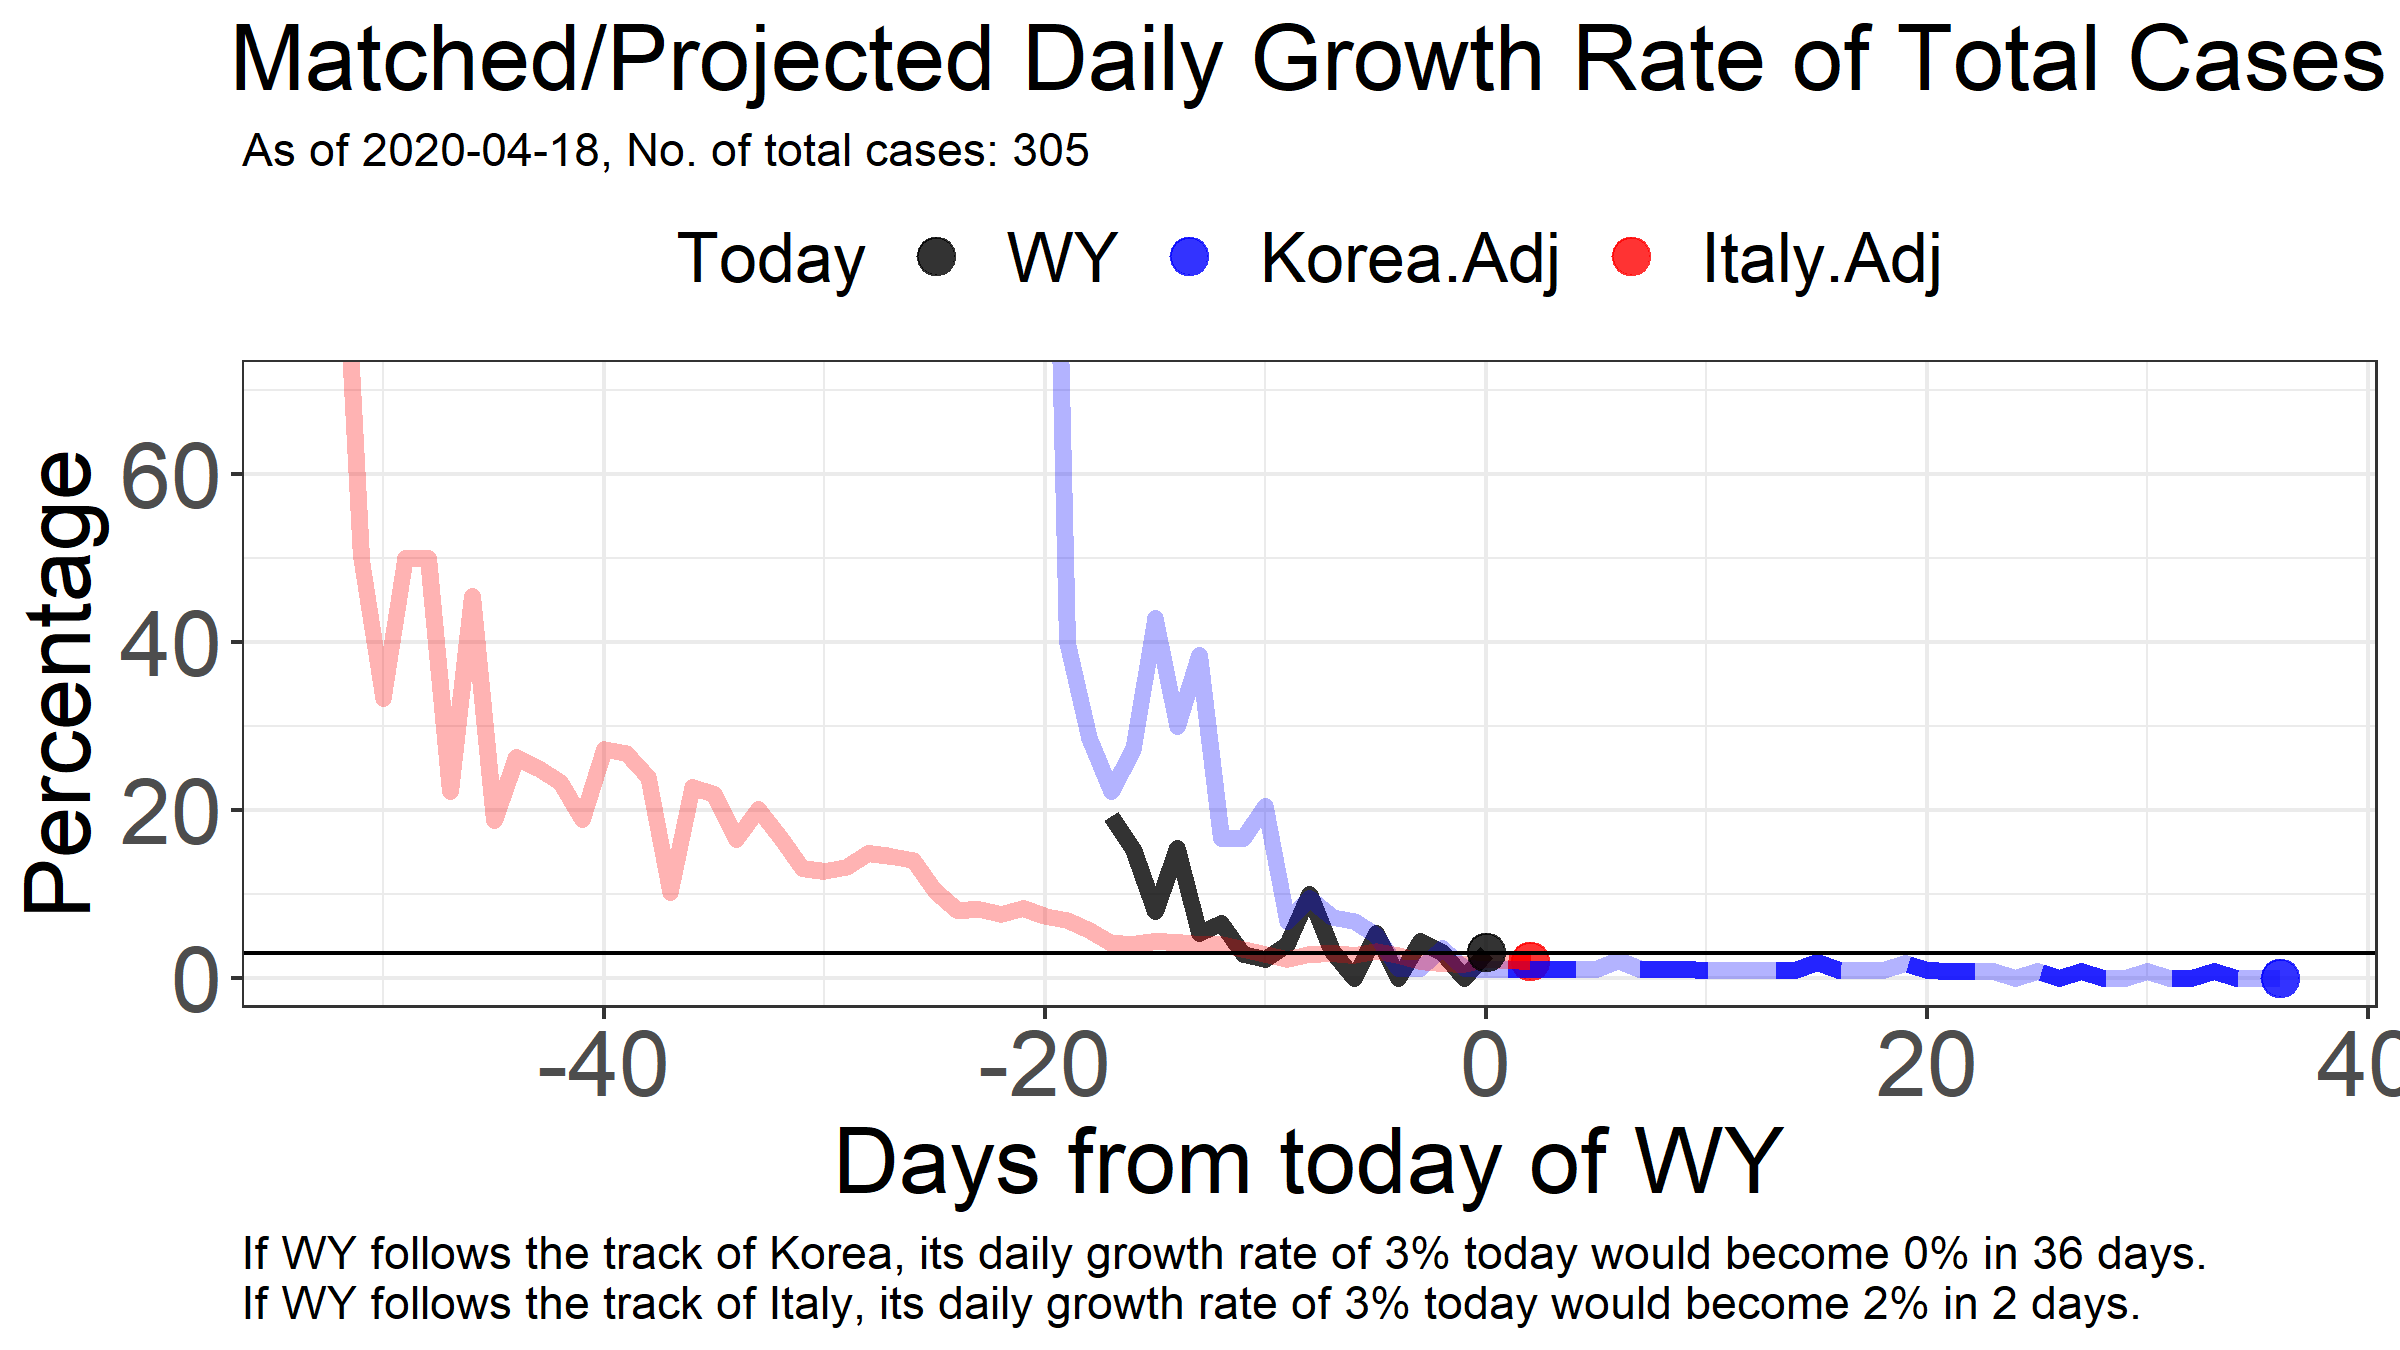 Matched/Projected Daily Growth Rate of Total Cases
As of 2020-04-18, No. of total cases: 305
Today WY Korea.Adj Italy.Adj
Percentage
60
40
20
0
-40 -20 0 20 40
Days from today of WY
If WY follows the track of Korea, its daily growth rate of 3% today would become 0% in 36 days.
If WY follows the track of Italy, its daily growth rate of 3% today would become 2% in 2 days.